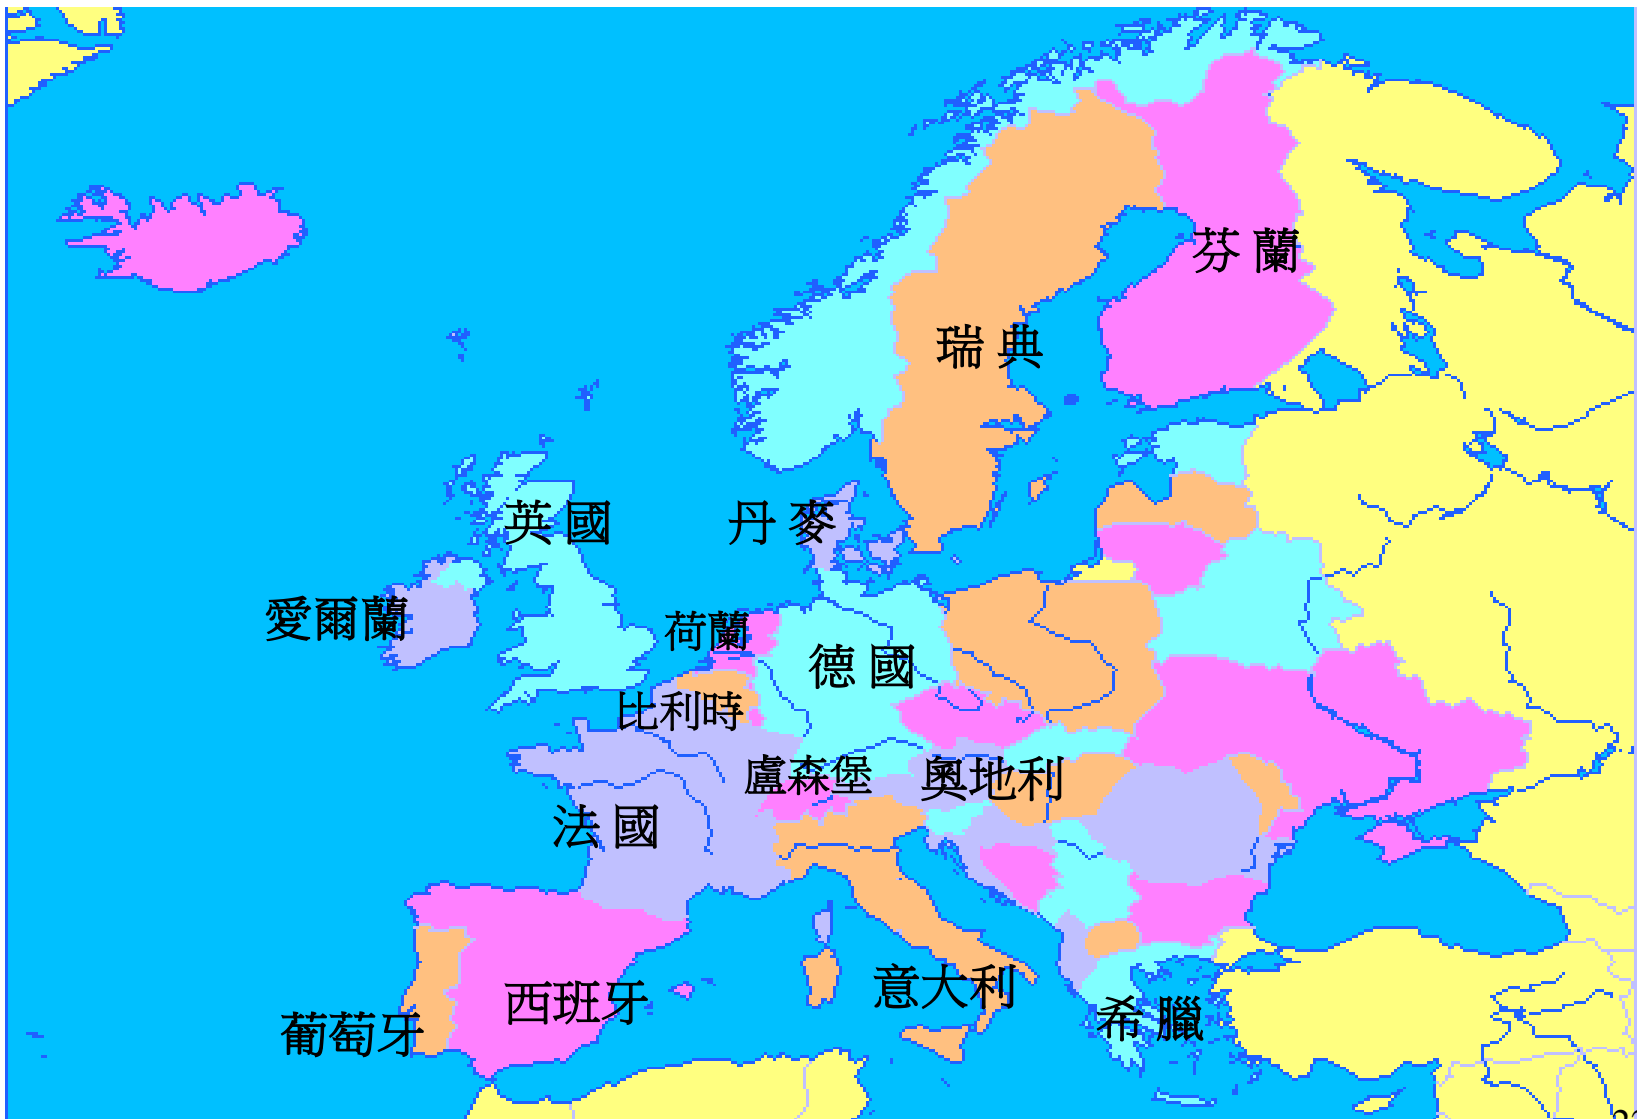 芬蘭
瑞典
英國
丹麥
愛爾蘭
荷蘭
德國
比利時
盧森堡
奧地利
法國
西班牙
意大利
葡萄牙
希臘